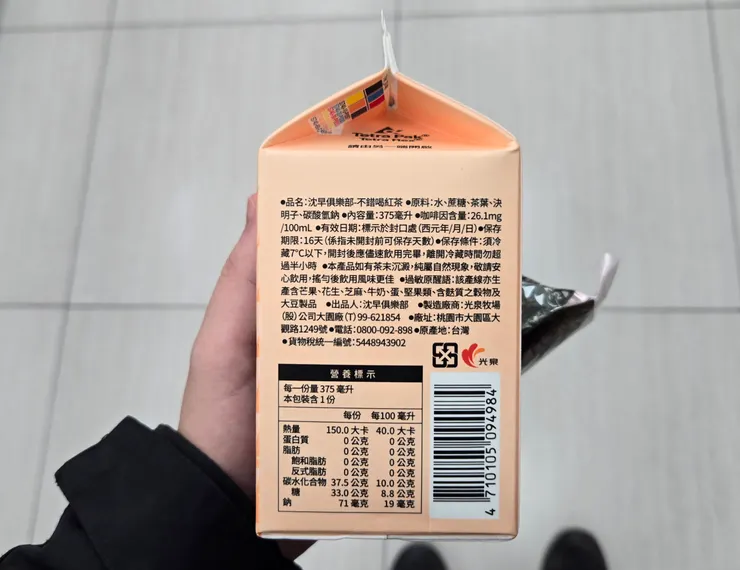 Tetra Pak®
Tetra Rex®
請由另一端開啟
●品名:沈早俱樂部-不錯喝紅茶 ●原料:水、蔗糖、茶葉、決
明子、碳酸氫鈉 ●內容量:375毫升 ●咖啡因含量:26.1mg
/100mL ●有效日期:標示於封口處(西元年/月/日)●保存
期限:16天(係指未開封前可保存天數)●保存條件:須冷
藏7°C以下,開封後應儘速飲用完畢,離開冷藏時間勿超
過半小時 ●本產品如有茶末沉澱,純屬自然現象,敬請安
心飲用,搖勻後飲用風味更佳 ●過敏原醒語:該產線亦生
產含芒果、花生、芝麻、牛奶、蛋、堅果類、含麩質之穀物及
大豆製品 ●出品人:沈早俱樂部 ●製造廠商:光泉牧場
(股)公司大園廠(T)99-621854 ●廠址:桃園市大園區大
觀路1249號●電話:0800-092-898●原產地:台灣
●貨物稅統一編號:5448943902
光泉
營養標示
每一份量 375 毫升
本包裝含 1 份
每份 每100 毫升
熱量 150.0 大卡 40.0 大卡
蛋白質 0 公克 0 公克
脂肪 0 公克 0 公克
飽和脂肪 0 公克 0 公克
反式脂肪 0 公克 0 公克
碳水化合物 37.5 公克 10.0 公克
糖 33.0 公克 8.8 公克
鈉 71 毫克 19 毫克
4 710105 094984